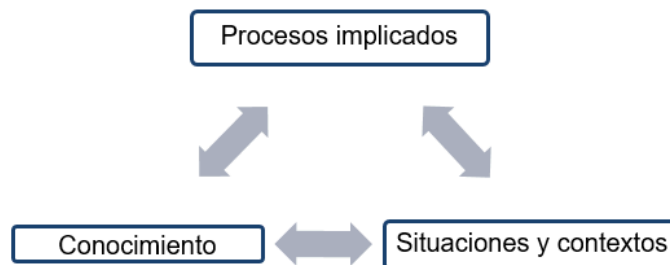 Procesos implicados
Conocimiento
Situaciones y contextos